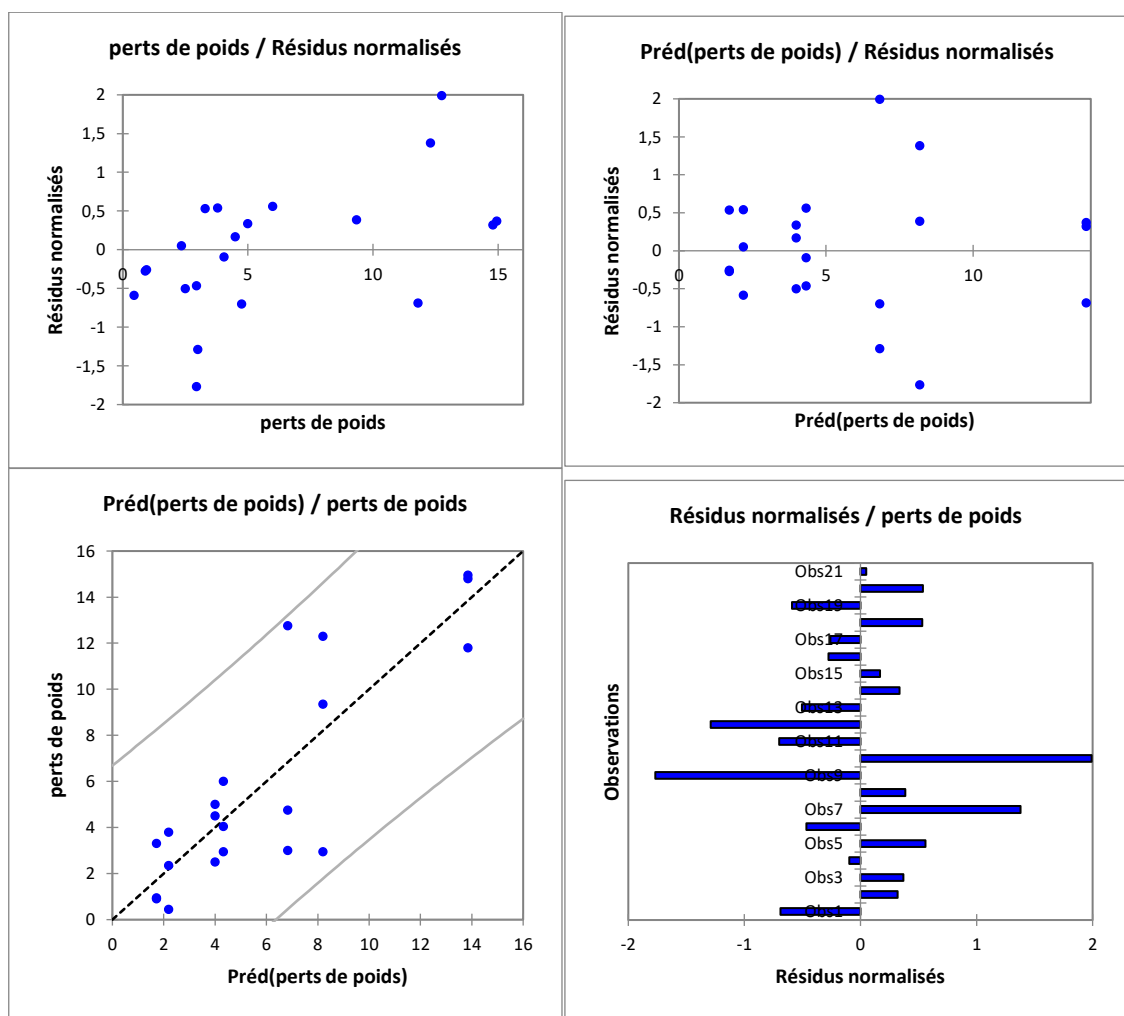 perts de poids / Résidus normalisés
2
1,5
1
0,5
0
-0,5
-1
-1,5
-2
0 5 10 15
Résidus normalisés
perts de poids
Préd(perts de poids) / Résidus normalisés
2
1,5
1
0,5
0
-0,5
-1
-1,5
-2
0 5 10
Résidus normalisés
Préd(perts de poids)
Préd(perts de poids) / perts de poids
16
14
12
10
8
6
4
2
0
0 2 4 6 8 10 12 14 16
perts de poids
Préd(perts de poids)
Résidus normalisés / perts de poids
Obs21
Obs19
Obs17
Obs15
Obs13
Obs11
Obs9
Obs7
Obs5
Obs3
Obs1
-2 -1 0 1 2
Observations
Résidus normalisés